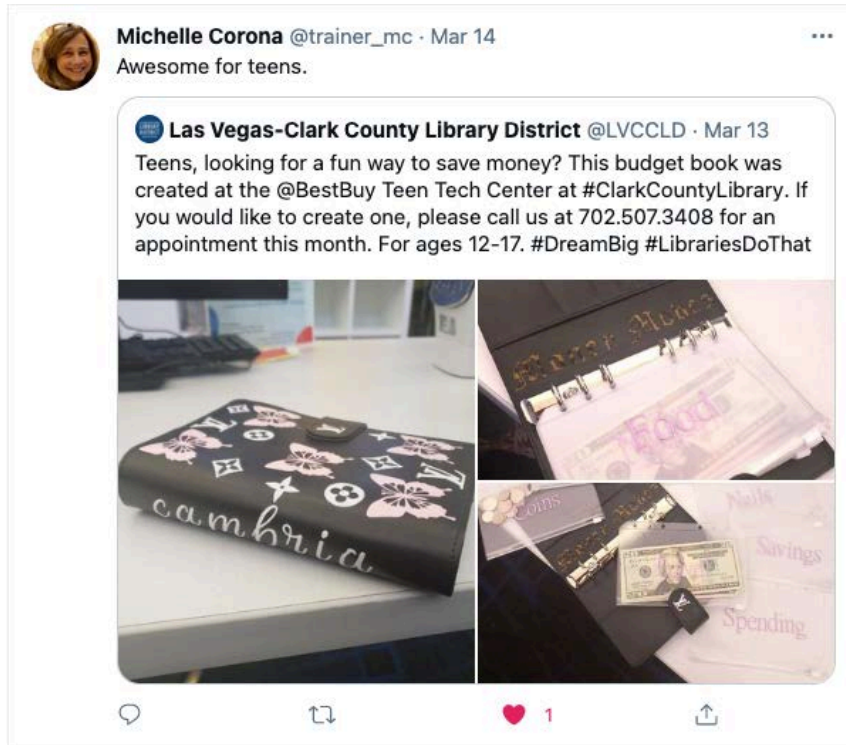 Michelle Corona @trainer_mc · Mar 14
Awesome for teens.
Las Vegas-Clark County Library District @LVCCLD · Mar 13
Teens, looking for a fun way to save money? This budget book was
created at the @BestBuy Teen Tech Center at #ClarkCountyLibrary. If
you would like to create one, please call us at 702.507.3408 for an
appointment this month. For ages 12-17. #DreamBig #LibrariesDoThat
cambria
Money Moves
Food
Coins
Nails
Savings
Spending
1